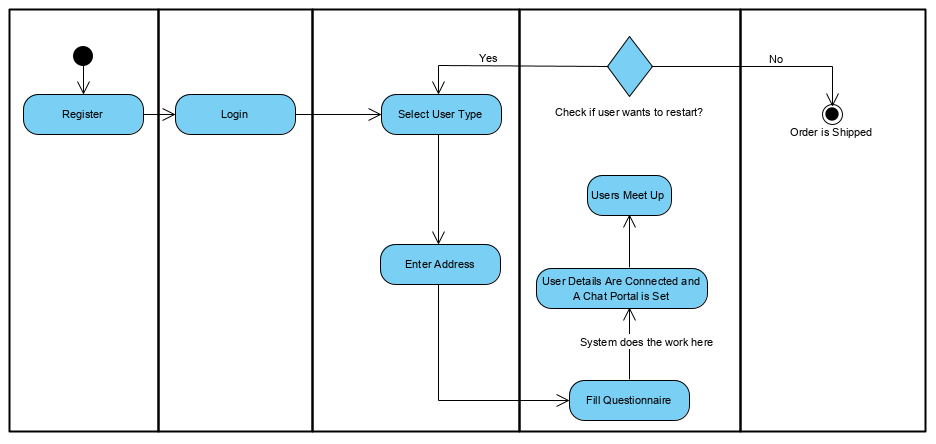 Register
Login
Select User Type
Yes
Check if user wants to restart?
No
Order is Shipped
Users Meet Up
Enter Address
User Details Are Connected and
A Chat Portal is Set
System does the work here
Fill Questionnaire